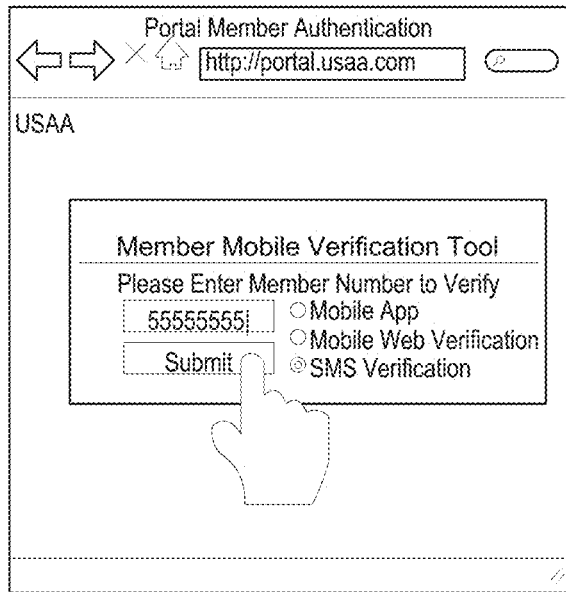 Portal Member Authentication
http://portal.usaa.com
USAA
Member Mobile Verification Tool
Please Enter Member Number to Verify
55555555
Mobile App
Mobile Web Verification
Submit
SMS Verification